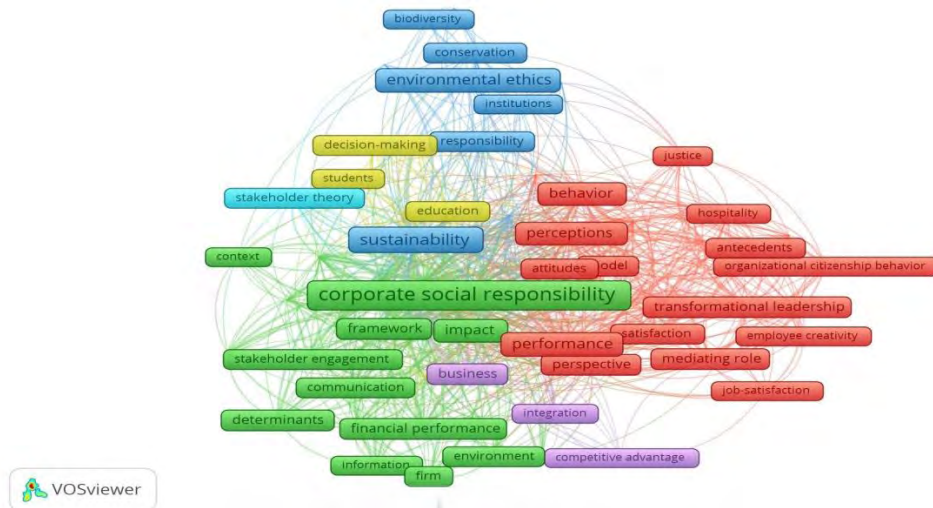 biodiversity
conservation
environmental ethics
institutions
decision-making
responsibility
justice
students
behavior
stakeholder theory
education
hospitality
sustainability
perceptions
antecedents
context
attitudes
organizational citizenship behavior
corporate social responsibility
transformational leadership
framework
impact
satisfaction
employee creativity
performance
stakeholder engagement
perspective
mediating role
business
communication
job-satisfaction
integration
determinants
financial performance
environment
competitive advantage
information
firm
VOSviewer